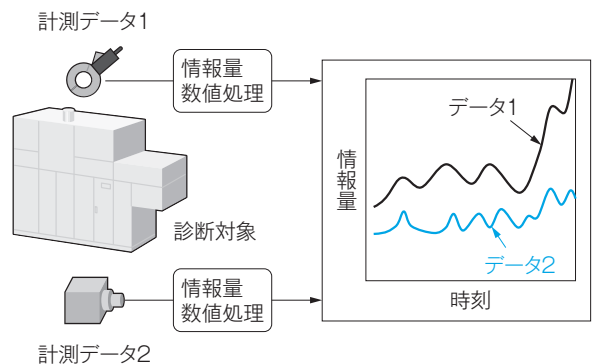 計測データ1
情報量
数値処理
診断対象
情報量
数値処理
計測データ2
データ1
情報量
データ2
時刻